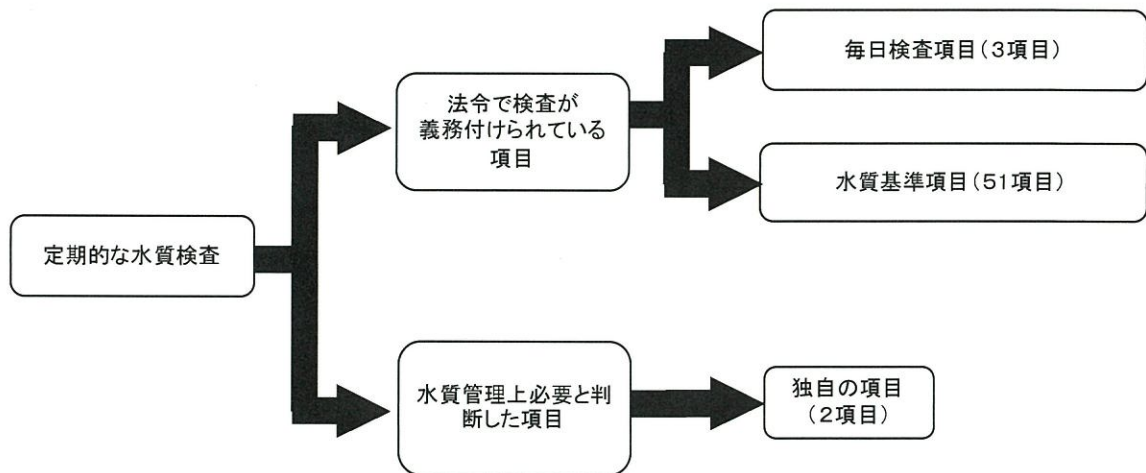 定期的な水質検査
法令で検査が
義務付けられている
項目
毎日検査項目(3項目)
水質基準項目(51項目)
水質管理上必要と判
断した項目
独自の項目
(2項目)